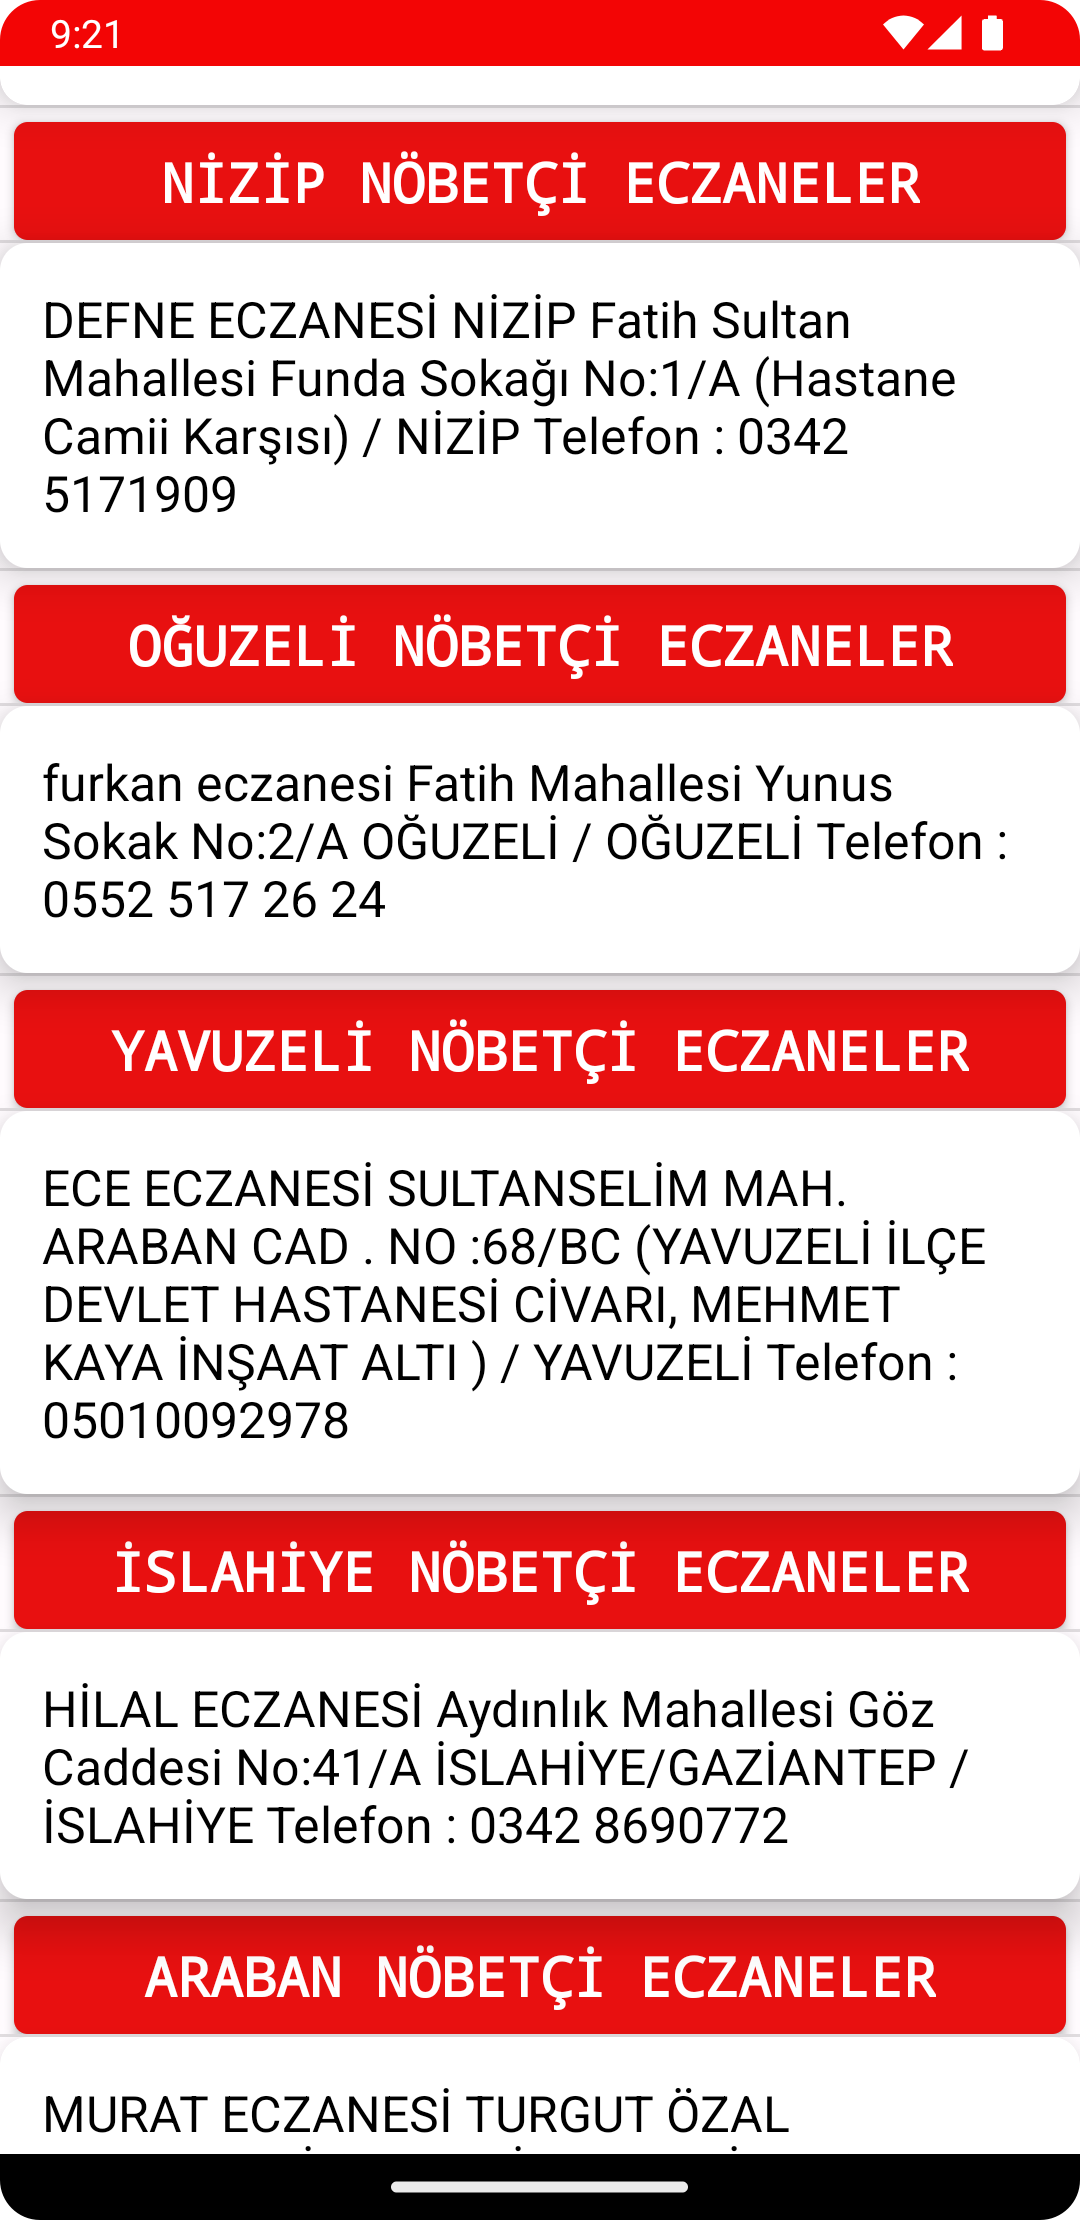 9:21
NİZİP NÖBETÇİ ECZANELER
DEFNE ECZANESİ NİZİP Fatih Sultan
Mahallesi Funda Sokağı No:1/A (Hastane
Camii Karşısı) / NİZİP Telefon : 0342
5171909
OĞUZELİ NÖBETÇİ ECZANELER
furkan eczanesi Fatih Mahallesi Yunus
Sokak No:2/A OĞUZELİ / OĞUZELİ Telefon :
0552 517 26 24
YAVUZELİ NÖBETÇİ ECZANELER
ECE ECZANESİ SULTANSELİM MAH.
ARABAN CAD . NO :68/BC (YAVUZELİ İLÇE
DEVLET HASTANESİ CİVARI, MEHMET
KAYA İNŞAAT ALTI ) / YAVUZELİ Telefon :
05010092978
İSLAHİYE NÖBETÇİ ECZANELER
HİLAL ECZANESİ Aydınlık Mahallesi Göz
Caddesi No:41/A İSLAHİYE/GAZİANTEP /
İSLAHİYE Telefon : 0342 8690772
ARABAN NÖBETÇİ ECZANELER
MURAT ECZANESİ TURGUT ÖZAL